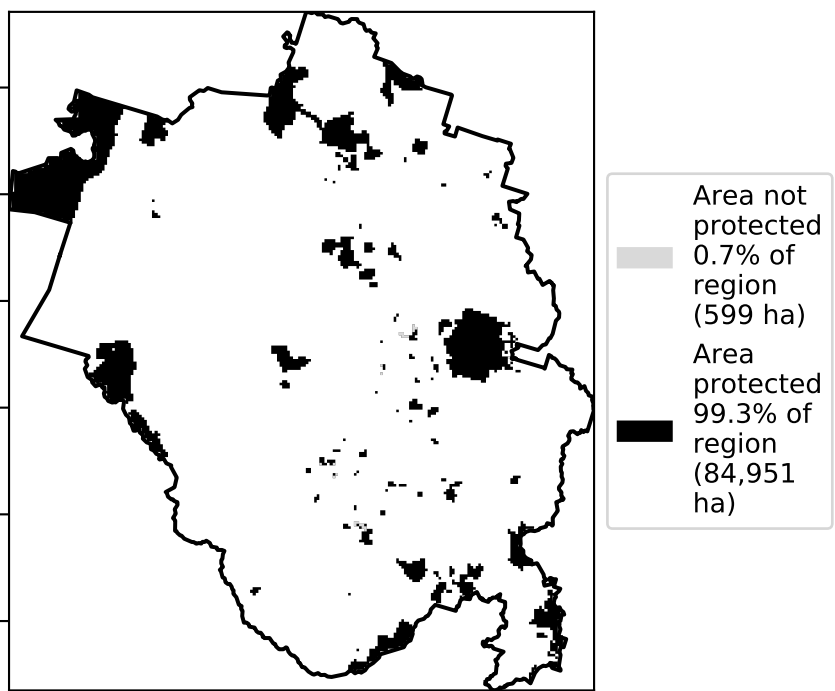 Area not
protected
0.7% of
region
(599 ha)
Area
protected
99.3% of
region
(84,951
ha)